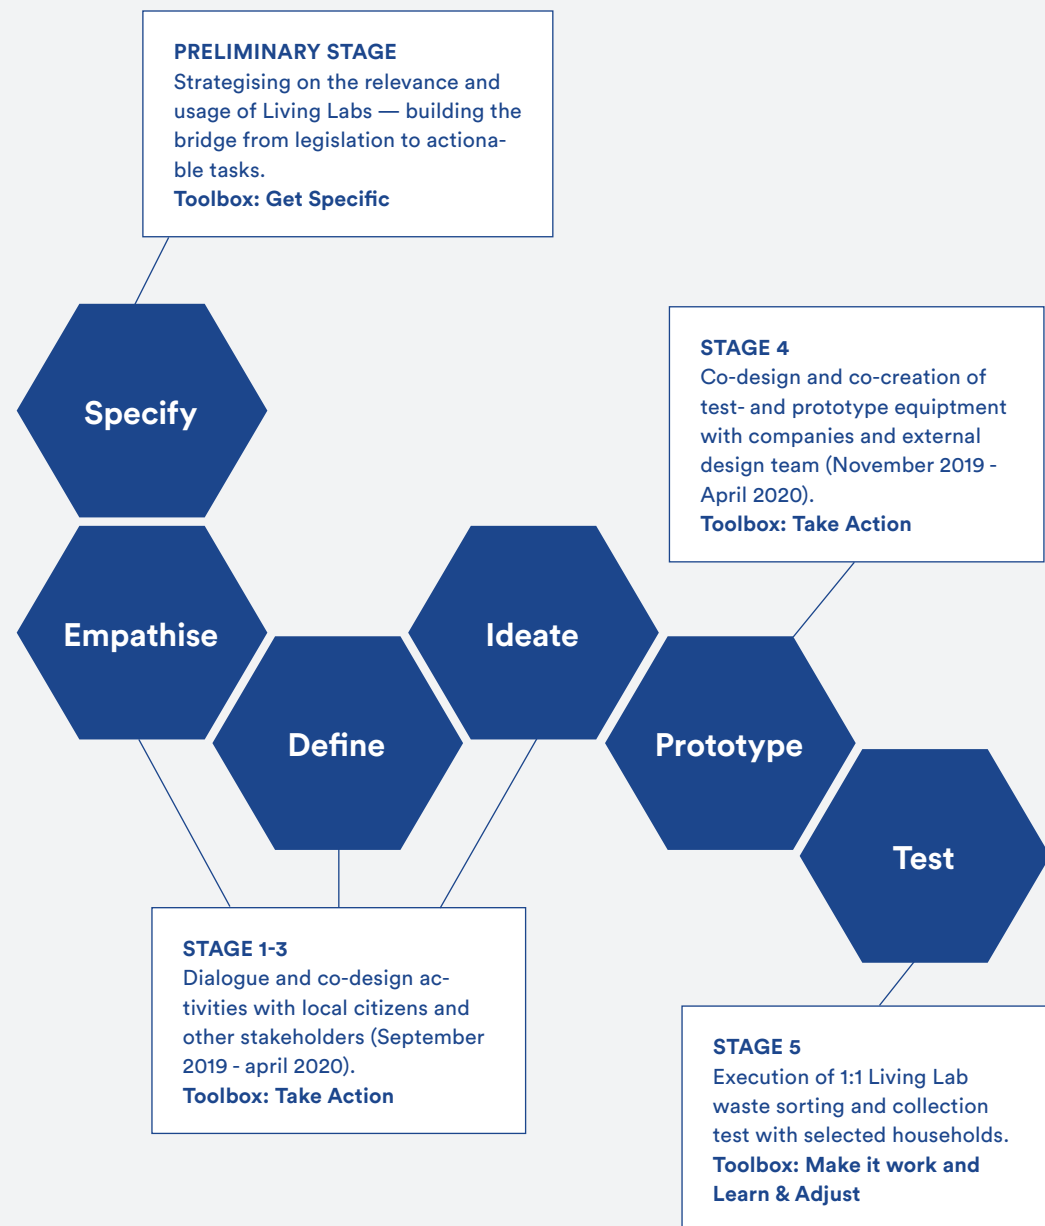 PRELIMINARY STAGE
Strategising on the relevance and
usage of Living Labs — building the
bridge from legislation to actiona-
ble tasks.
Toolbox: Get Specific
Specify
STAGE 4
Co-design and co-creation of
test- and prototype equiptment
with companies and external
design team (November 2019 -
April 2020).
Toolbox: Take Action
Empathise
Ideate
Define
Prototype
Test
STAGE 1-3
Dialogue and co-design ac-
tivities with local citizens and
other stakeholders (September
2019 - april 2020).
Toolbox: Take Action
STAGE 5
Execution of 1:1 Living Lab
waste sorting and collection
test with selected households.
Toolbox: Make it work and
Learn & Adjust